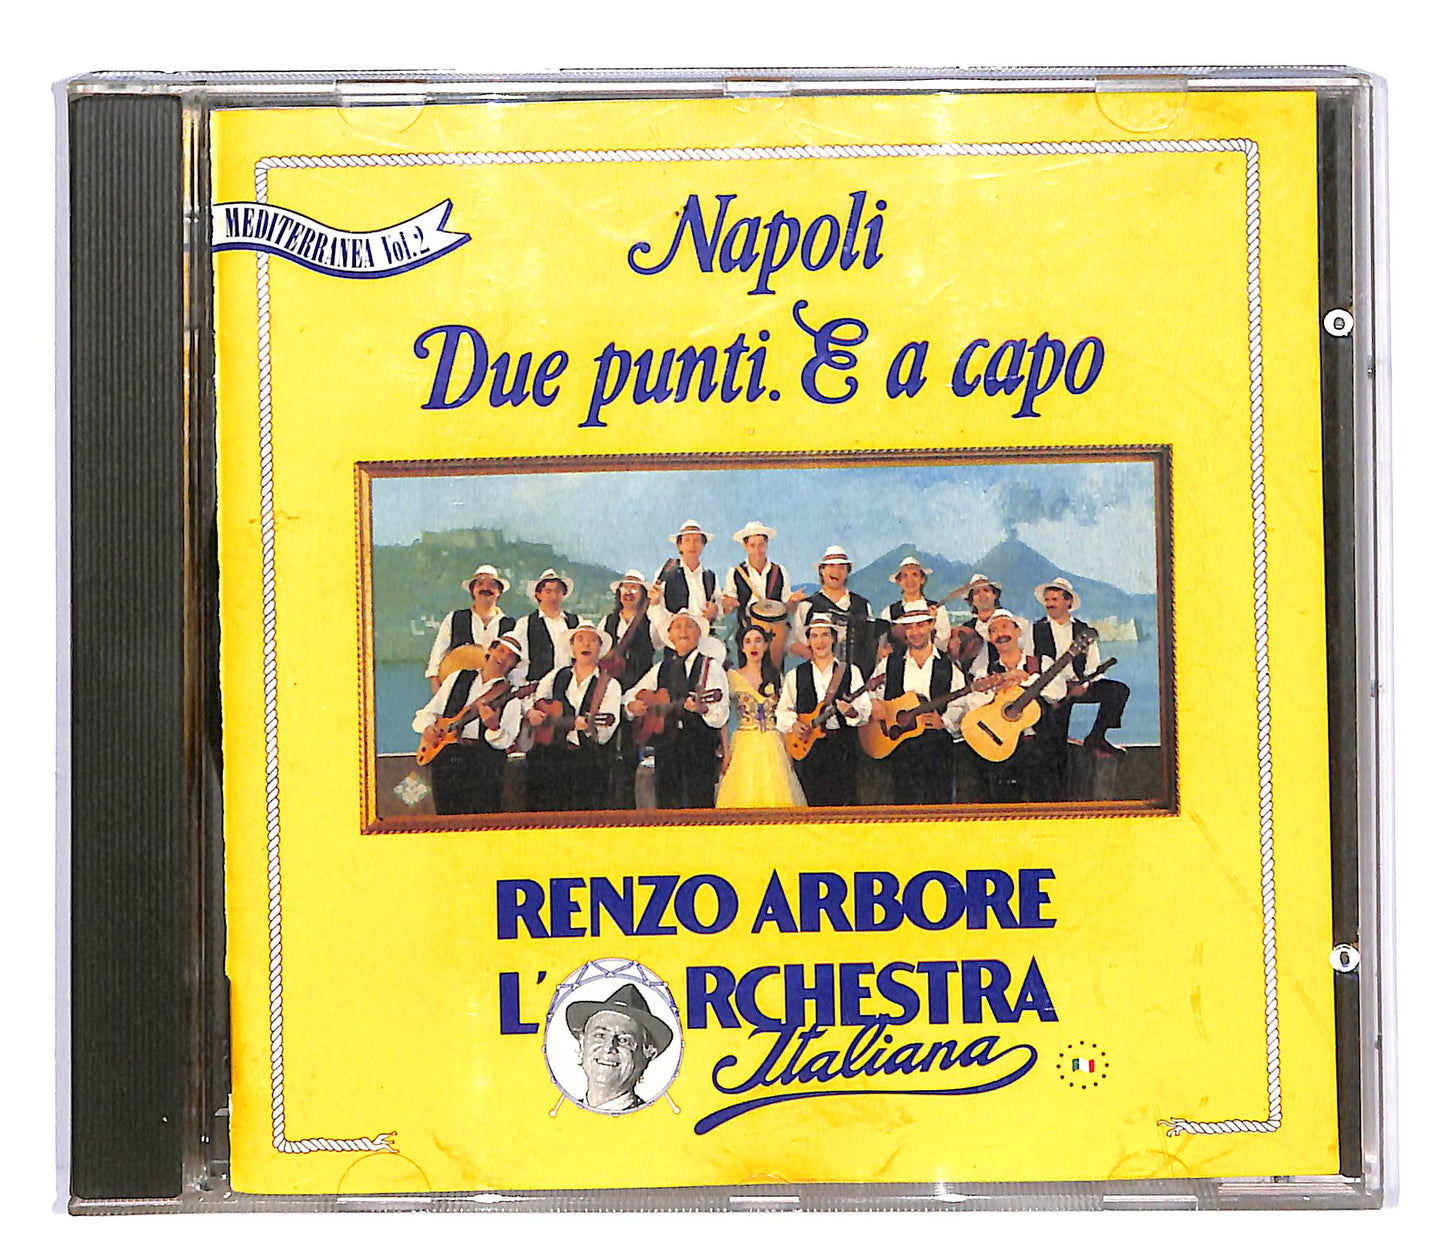 MEDITERRANEA Vol.2
Napoli
Due punti. E a capo
RENZO ARBORE
L'ORCHESTRA
Italiana